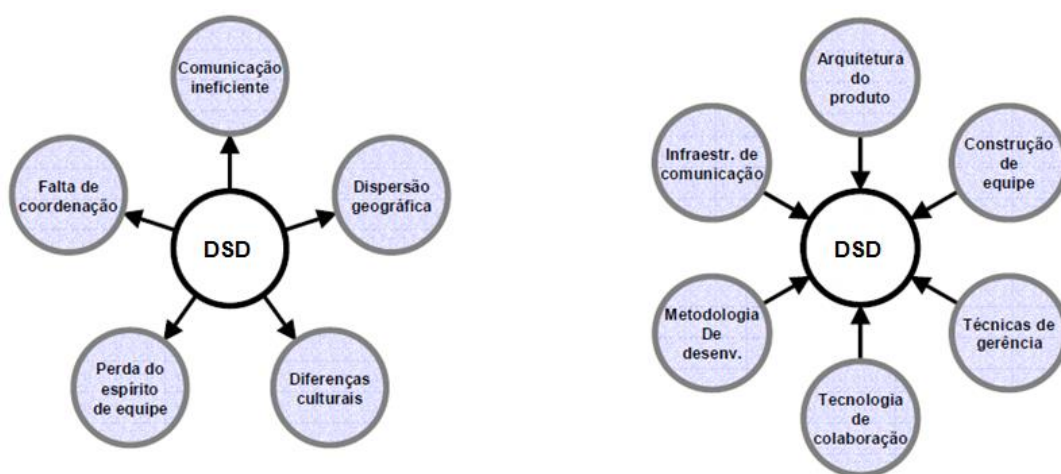 Comunicação
ineficiente
Falta de
coordenação
Dispersão
geográfica
DSD
Perda do
espírito
de equipe
Diferenças
culturais
Arquitetura
do
produto
Infraestr. de
comunicação
Construção
de
equipe
DSD
Metodologia
De
desenv.
Técnicas de
gerência
Tecnologia
de
colaboração